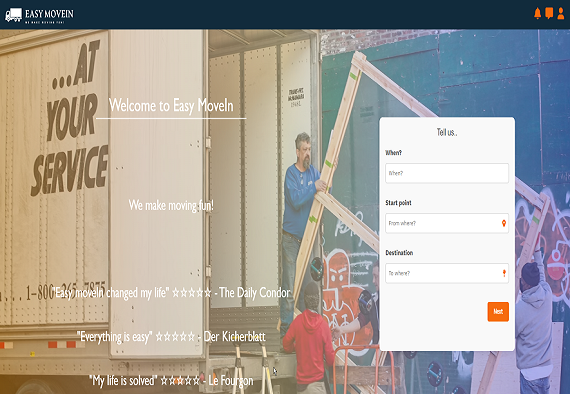 EASY MOVEIN
WE MAKE MOVING FUN!
...AT
YOUR
SERVICE
Welcome to Easy MoveIn
We make moving fun!
"Easy movein changed my life" ☆☆☆☆☆ - The Daily Condor
"Everything is easy" ☆☆☆☆☆ - Der Kicherblatt
"My life is solved" ☆☆☆☆☆ - Le Fourgon
Tell us..
When?
When?
Start point
From where?
Destination
To where?
Next